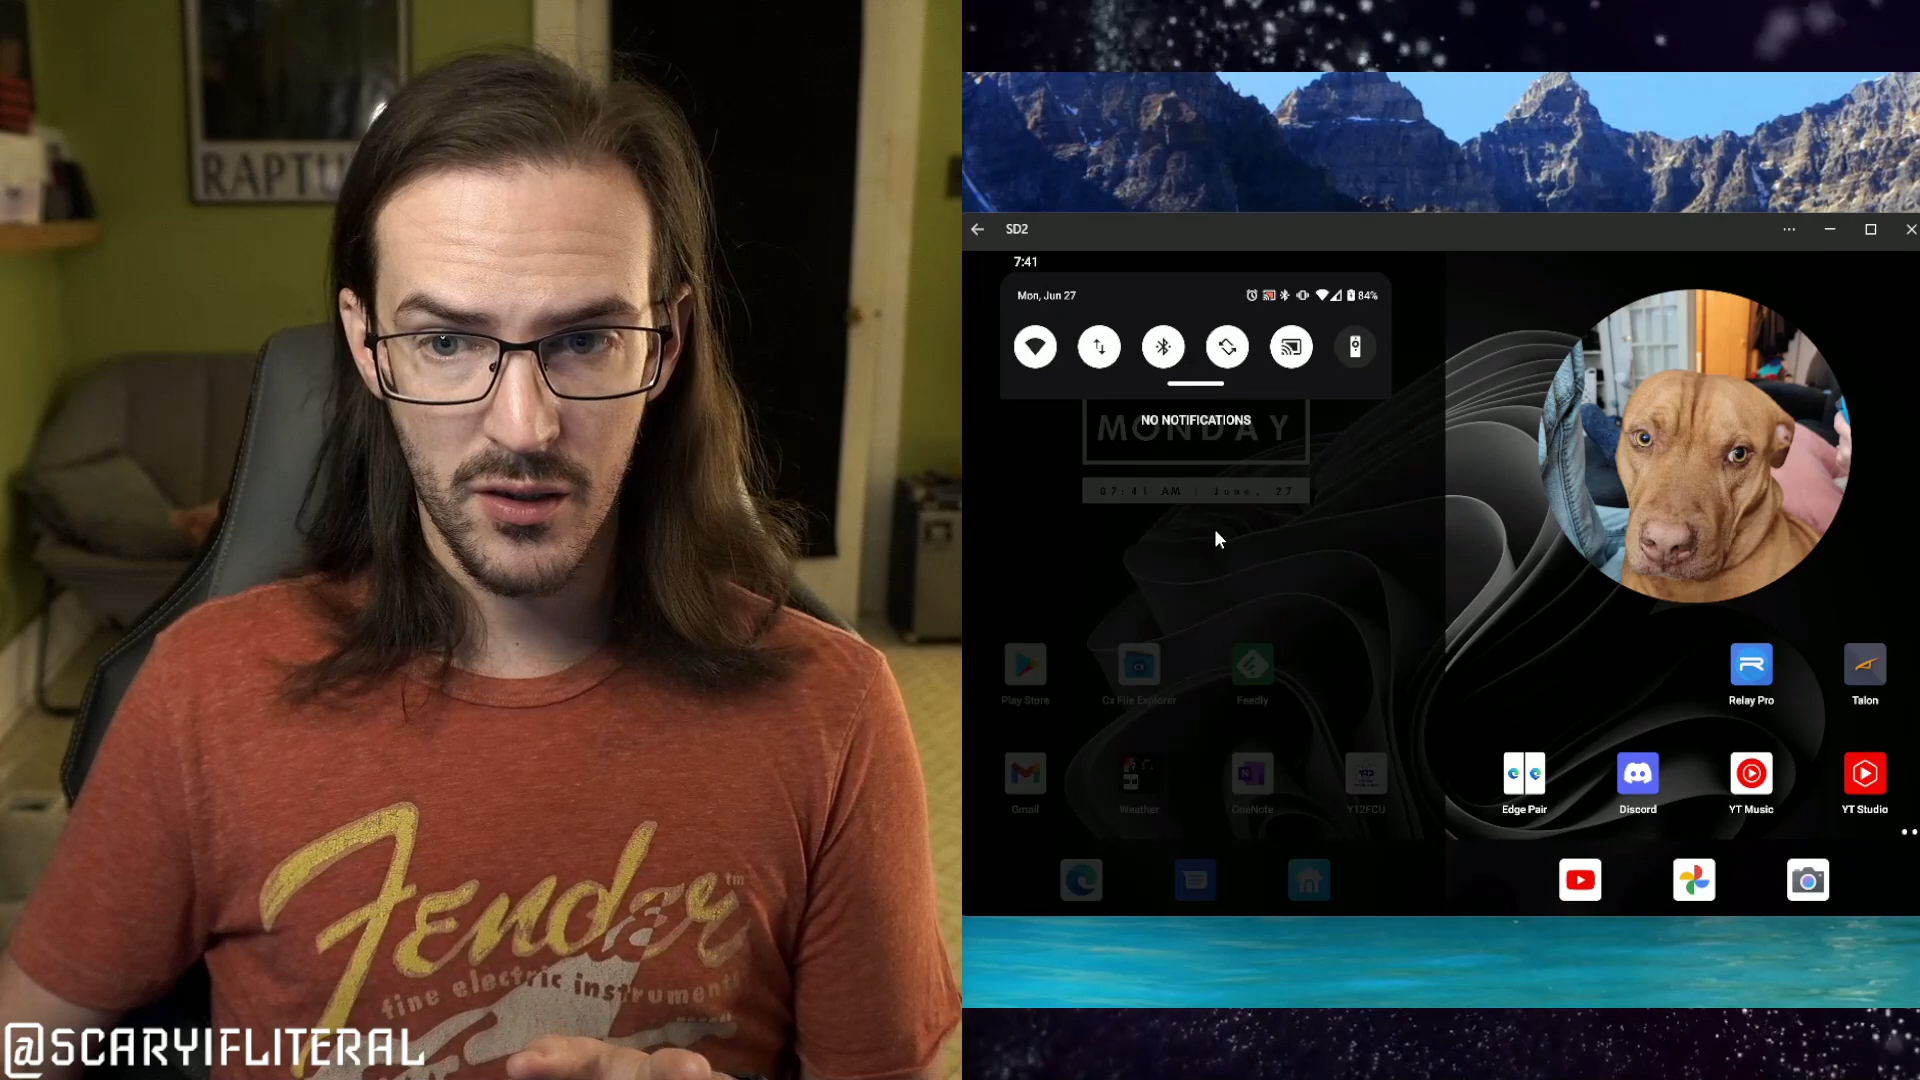 RAPTU
SD2
7:41
Mon, Jun 27
84%
NO NOTIFICATIONS
MONDAY
07:41 AM | June, 27
Play Store
Cx File Explorer
Feedly
Relay Pro
Talon
Gmail
Weather
OneNote
Y12FCU
Edge Pair
Discord
YT Music
YT Studio
Fender™
fine electric instruments
@SCARYIFLITERAL